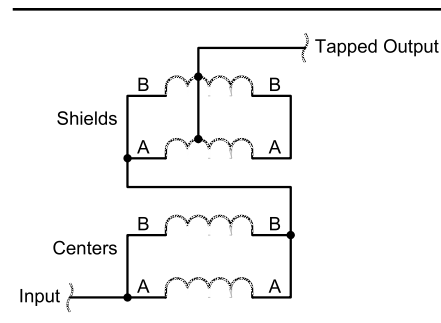 Tapped Output
B B
Shields
A A
B B
Centers
A A
Input